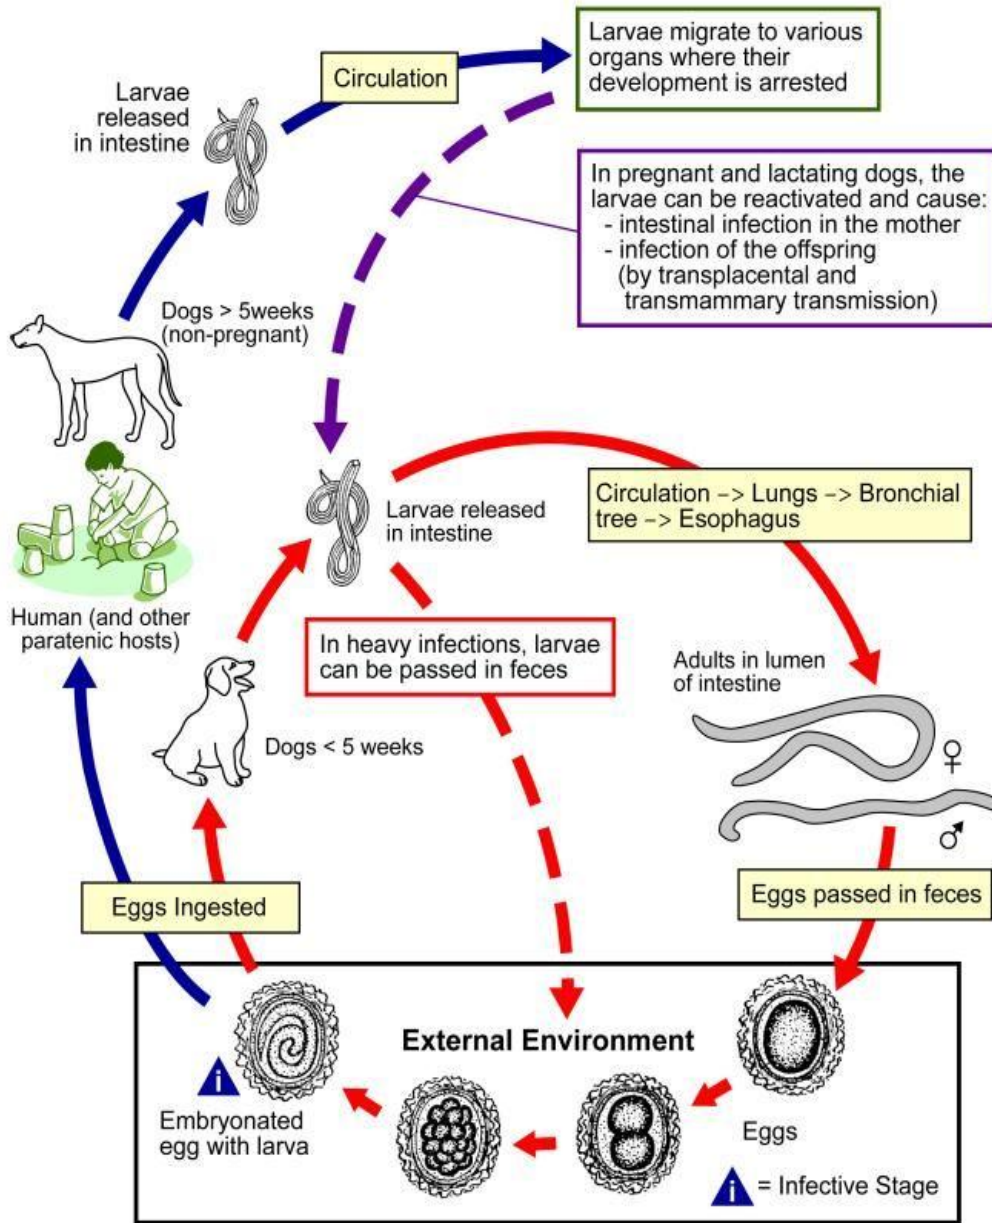 Larvae migrate to various
organs where their
development is arrested
Circulation
Larvae
released
in intestine
In pregnant and lactating dogs, the
larvae can be reactivated and cause:
- intestinal infection in the mother
- infection of the offspring
(by transplacental and
transmammary transmission)
Dogs > 5weeks
(non-pregnant)
Larvae released
in intestine
Circulation –> Lungs –> Bronchial
tree –> Esophagus
Human (and other
paratenic hosts)
In heavy infections, larvae
can be passed in feces
Adults in lumen
of intestine
♀
♂
Dogs < 5 weeks
Eggs Ingested
Eggs passed in feces
External Environment
i
Embryonated
egg with larva
Eggs
i = Infective Stage